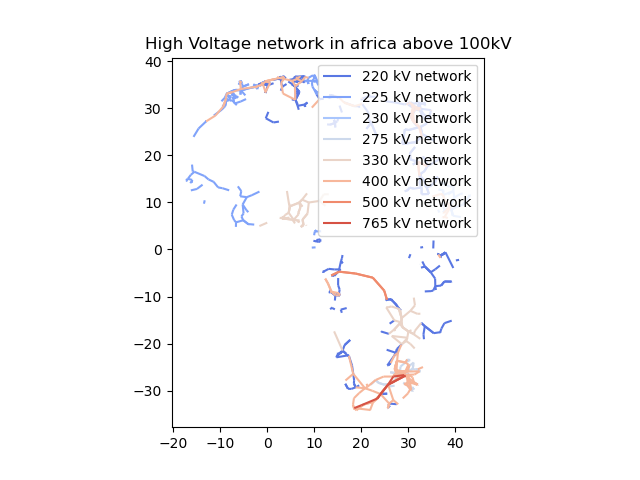 High Voltage network in africa above 100kV
220 kV network
225 kV network
230 kV network
275 kV network
330 kV network
400 kV network
500 kV network
765 kV network
40
30
20
10
0
−10
−20
−30
−20
−10
0
10
20
30
40